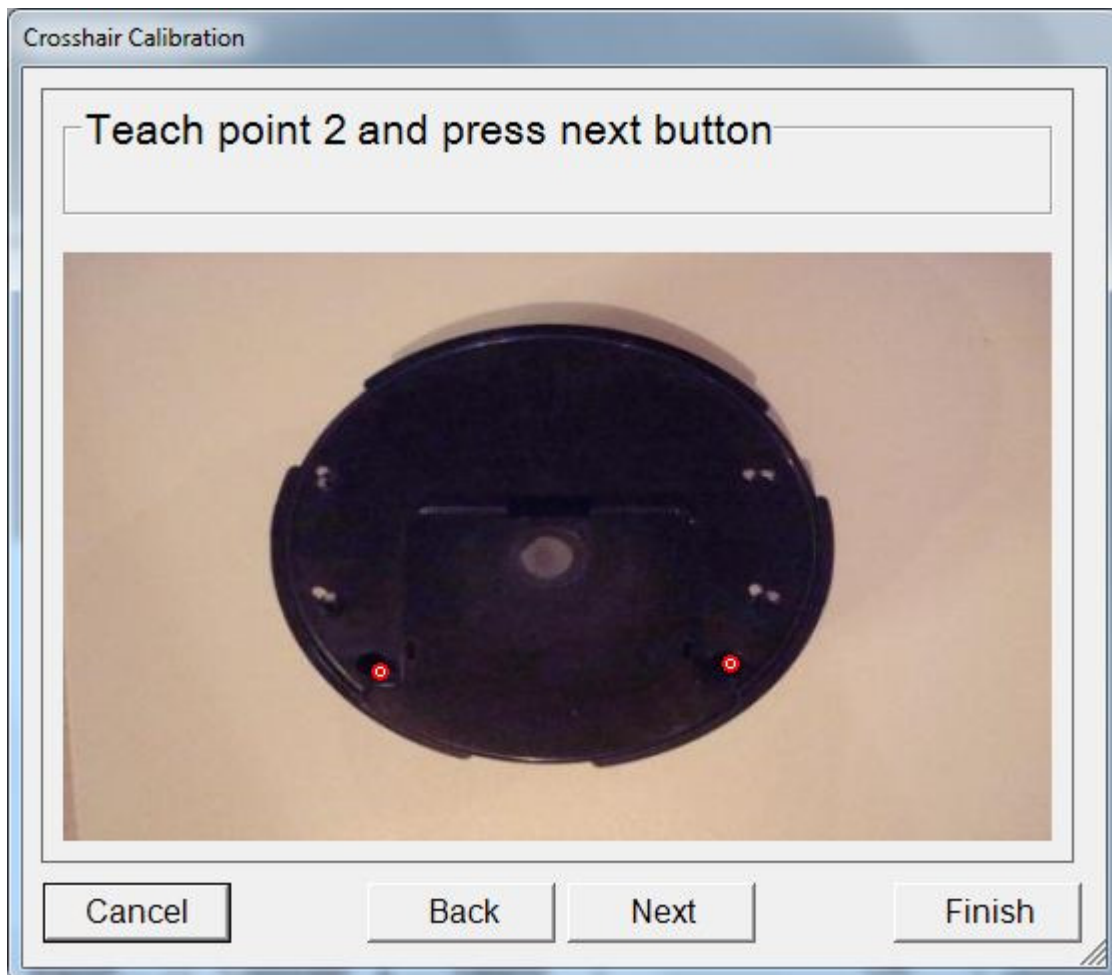 Crosshair Calibration
Teach point 2 and press next button
Cancel
Back
Next
Finish